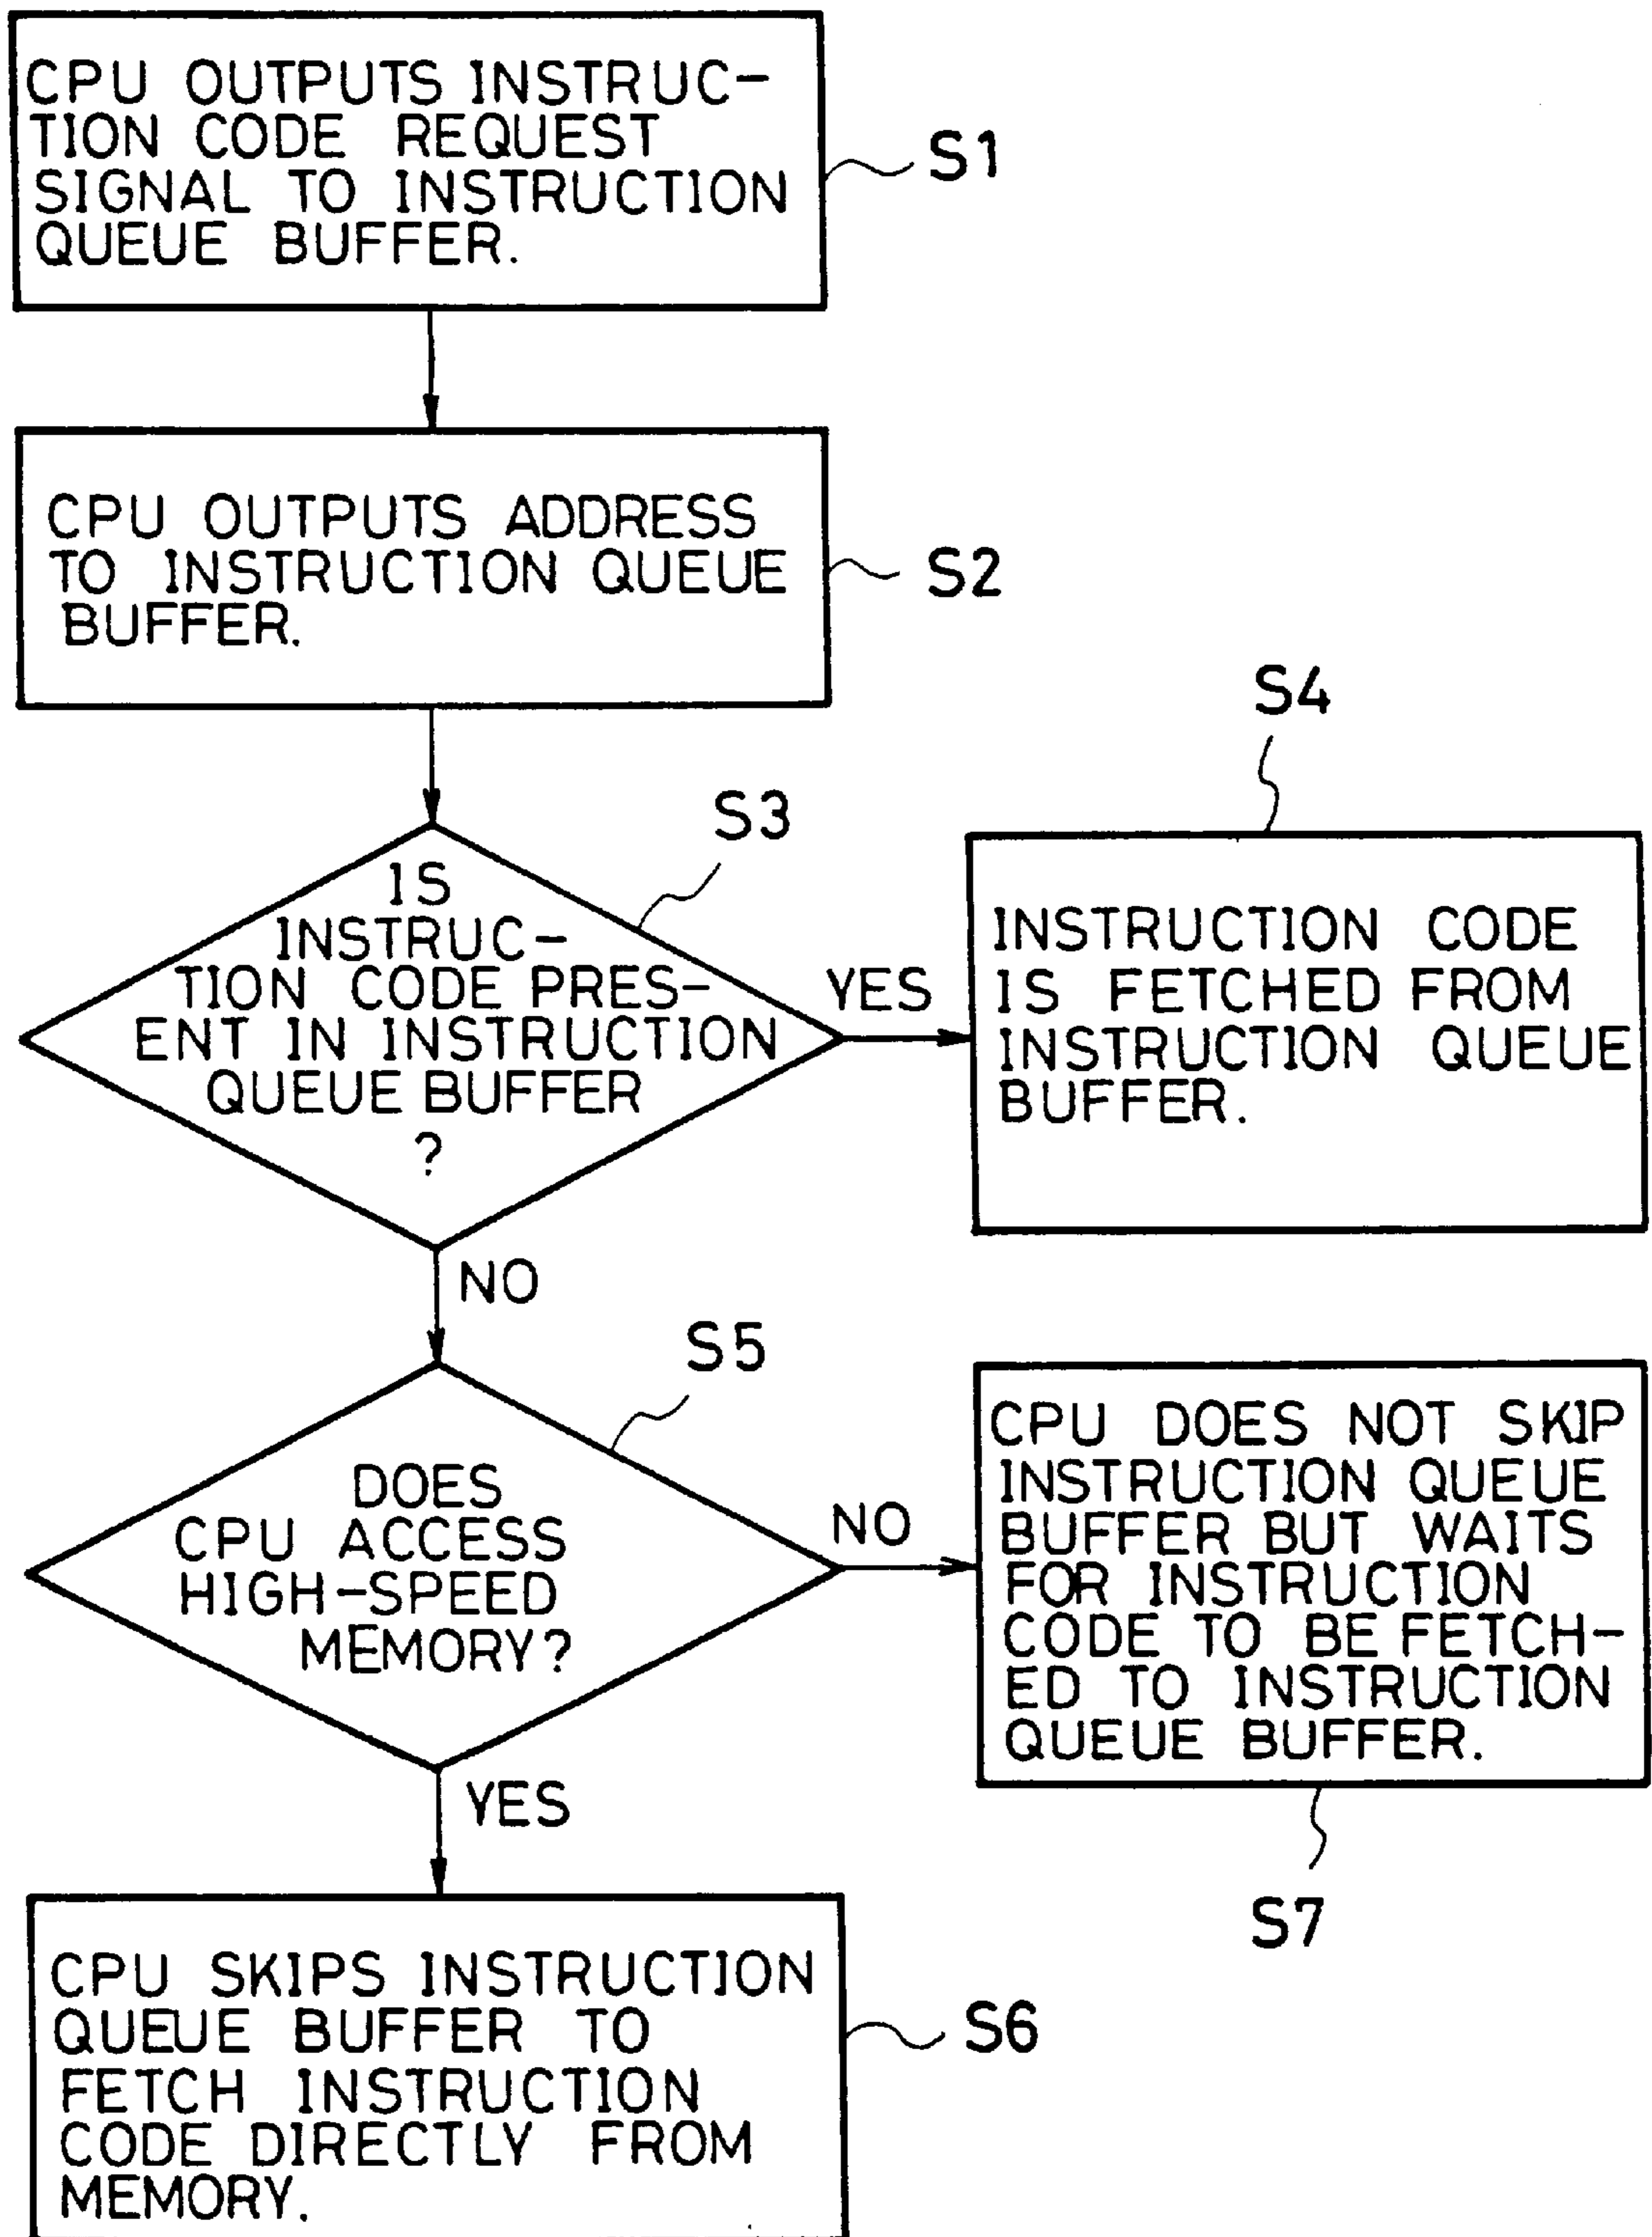 CPU OUTPUTS INSTRUC-
TION CODE REQUEST
SIGNAL TO INSTRUCTION
QUEUE BUFFER.
S1
CPU OUTPUTS ADDRESS
TO INSTRUCTION QUEUE
BUFFER.
S2
S3
IS
INSTRUC-
TION CODE PRES-
ENT IN INSTRUCTION
QUEUE BUFFER
?
YES
S4
INSTRUCTION CODE
IS FETCHED FROM
INSTRUCTION QUEUE
BUFFER.
NO
S5
DOES
CPU ACCESS
HIGH-SPEED
MEMORY?
NO
CPU DOES NOT SKIP
INSTRUCTION QUEUE
BUFFER BUT WAITS
FOR INSTRUCTION
CODE TO BE FETCH-
ED TO INSTRUCTION
QUEUE BUFFER.
S7
YES
CPU SKIPS INSTRUCTION
QUEUE BUFFER TO
FETCH INSTRUCTION
CODE DIRECTLY FROM
MEMORY.
S6